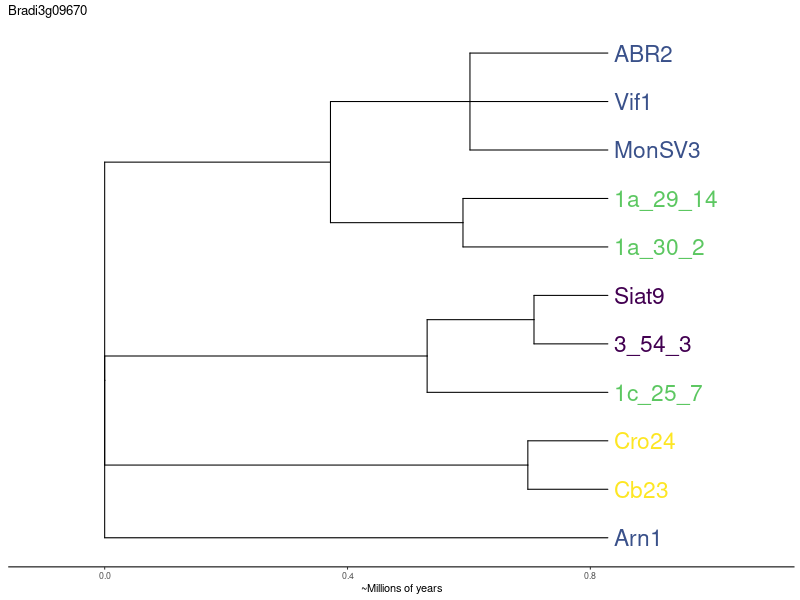 Bradi3g09670
ABR2
Vif1
MonSV3
1a_29_14
1a_30_2
Siat9
3_54_3
1c_25_7
Cro24
Cb23
Arn1
0.0 0.4 0.8
~Millions of years